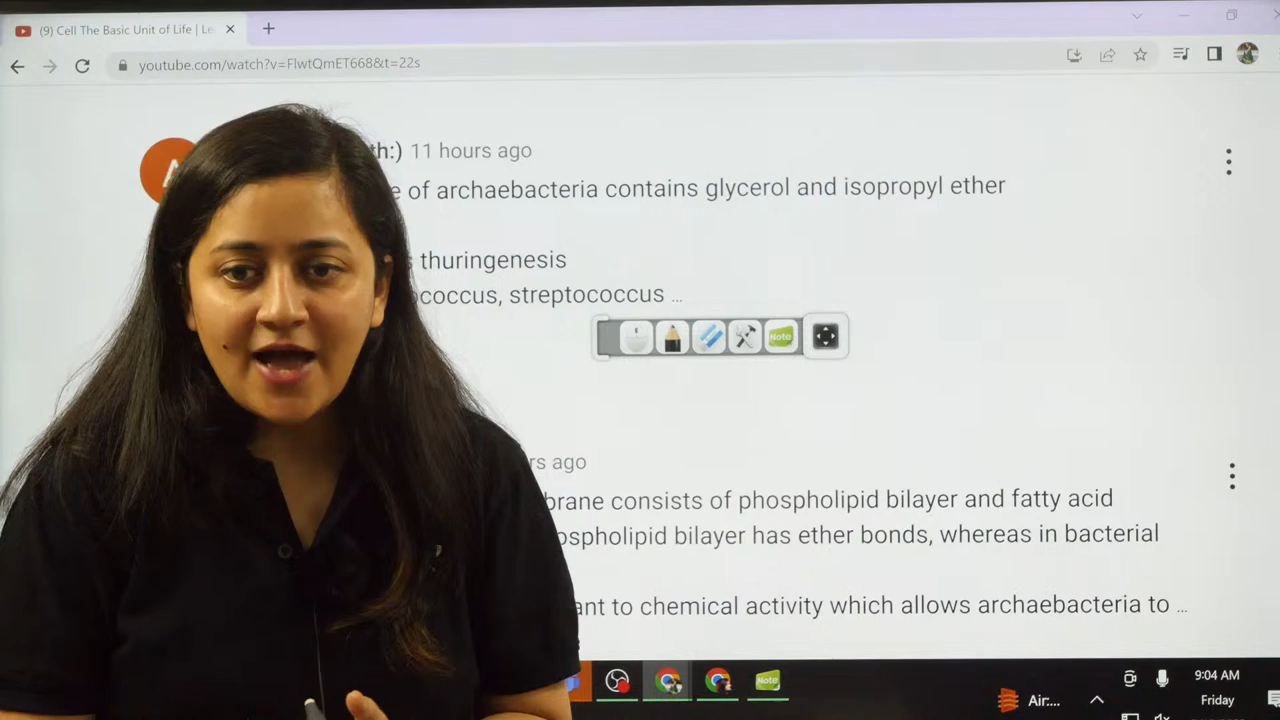 (9) Cell The Basic Unit of Life | Le
youtube.com/watch?v=FlwtQmET668&t=22s
th:) 11 hours ago
e of archaebacteria contains glycerol and isopropyl ether
s thuringenesis
ococcus, streptococcus ...
Note
rs ago
brane consists of phospholipid bilayer and fatty acid
ospholipid bilayer has ether bonds, whereas in bacterial
ant to chemical activity which allows archaebacteria to ...
9:04 AM
Note
Air:...
Friday